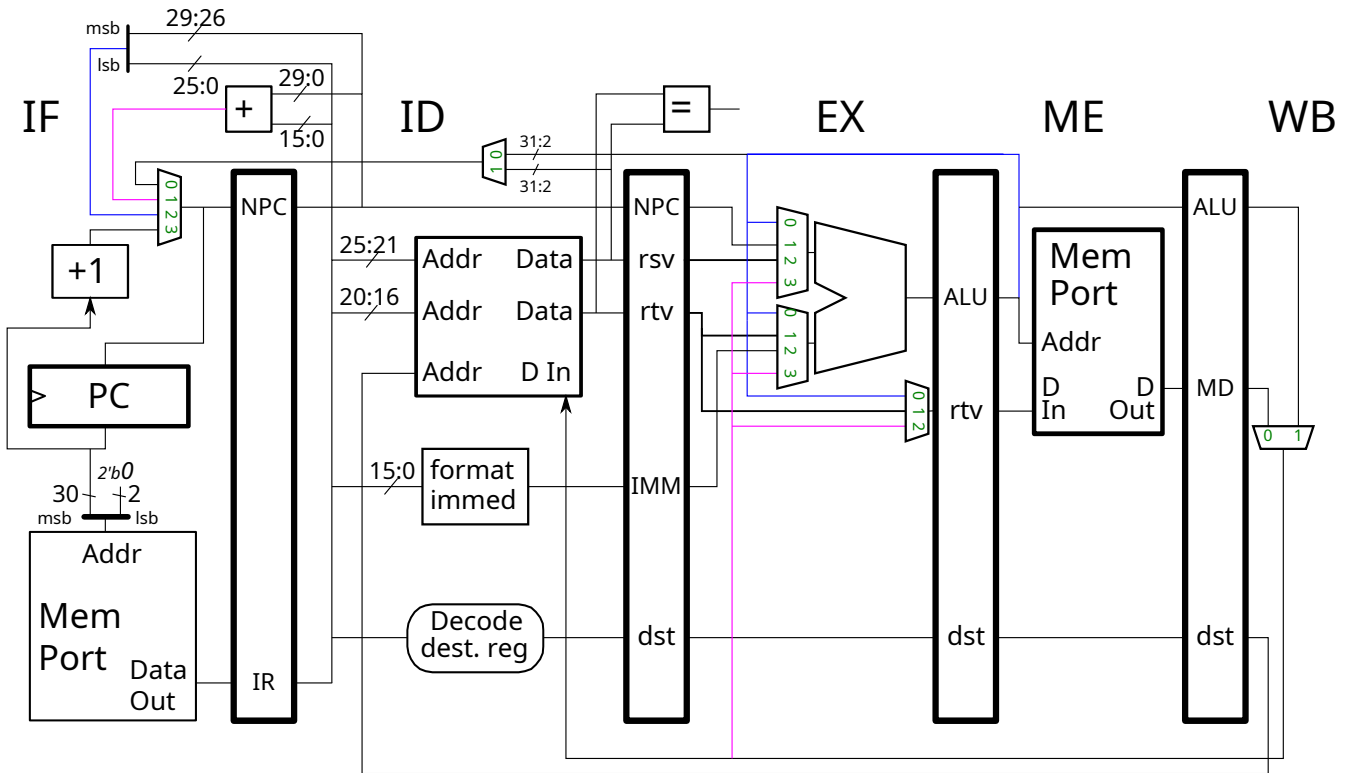 msb
29:26
lsb
25:0
29:0
+
15:0
IF
ID
=
EX
ME
WB
31:2
0
1
31:2
0
1
2
3
NPC
NPC
ALU
+1
25:21
Addr
Data
rsv
20:16
Addr
Data
rtv
Addr
D In
0
1
2
3
0
1
2
3
ALU
Mem
Port
Addr
D
In
D
Out
MD
PC
0
1
2
rtv
0
1
2'b0
30
2
msb
lsb
15:0
format
immed
IMM
Addr
Mem
Port
Data
Out
IR
Decode
dest. reg
dst
dst
dst